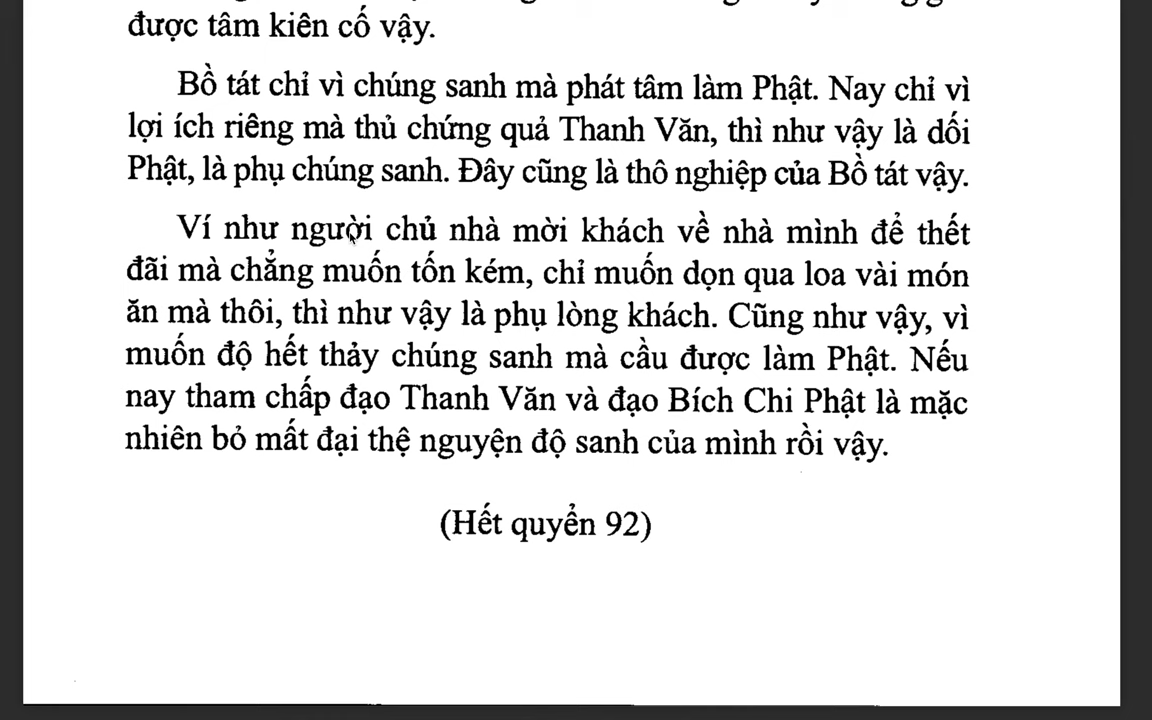 được tâm kiên cố vậy.
Bồ tát chỉ vì chúng sanh mà phát tâm làm Phật. Nay chỉ vì
lợi ích riêng mà thủ chứng quả Thanh Văn, thì như vậy là dối
Phật, là phụ chúng sanh. Đây cũng là thô nghiệp của Bồ tát vậy.
Ví như người chủ nhà mời khách về nhà mình để thết
đãi mà chẳng muốn tốn kém, chỉ muốn dọn qua loa vài món
ăn mà thôi, thì như vậy là phụ lòng khách. Cũng như vậy, vì
muốn độ hết thảy chúng sanh mà cầu được làm Phật. Nếu
nay tham chấp đạo Thanh Văn và đạo Bích Chi Phật là mặc
nhiên bỏ mất đại thệ nguyện độ sanh của mình rồi vậy.
(Hết quyển 92)